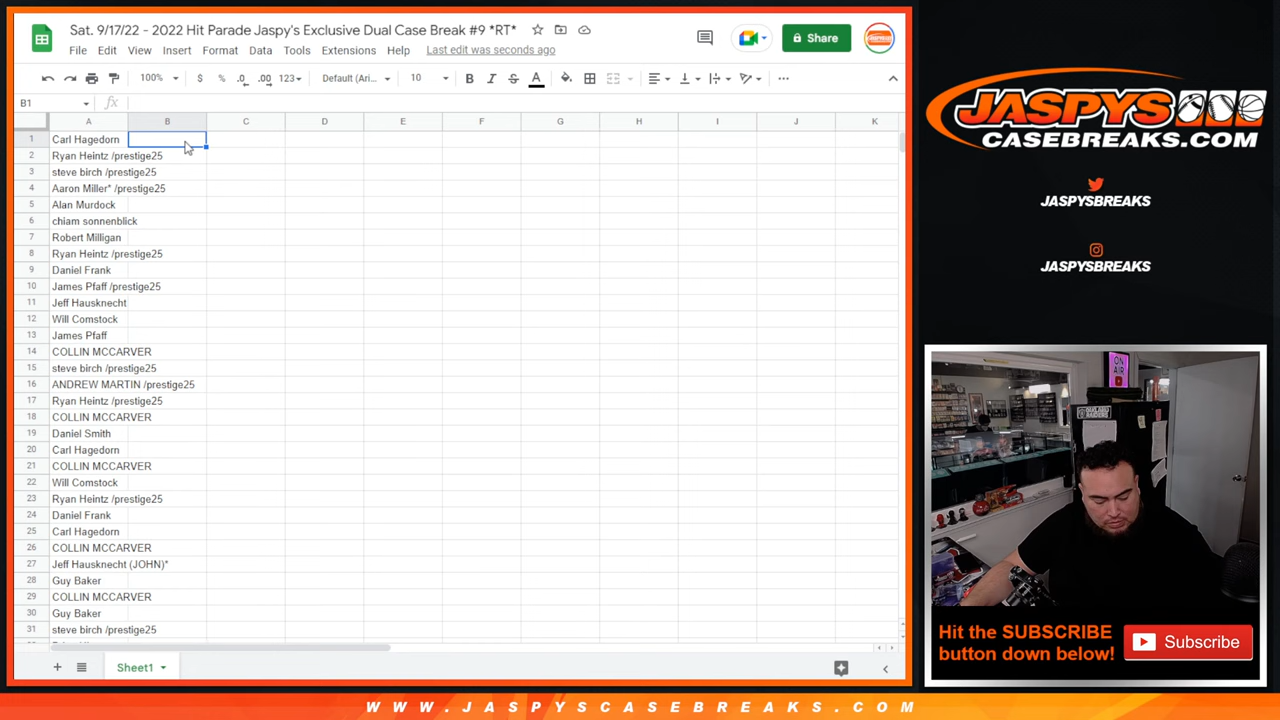 Sat. 9/17/22 - 2022 Hit Parade Jaspy's Exclusive Dual Case Break #9 *RT*
File Edit View Insert Format Data Tools Extensions Help Last edit was seconds ago
Share
100% $ % .0 .00 123 Default (Ari... 10 B I S A
B1 fx
A B C D E F G H I J K
1 Carl Hagedorn
2 Ryan Heintz /prestige25
3 steve birch /prestige25
4 Aaron Miller* /prestige25
5 Alan Murdock
6 chiam sonnenblick
7 Robert Milligan
8 Ryan Heintz /prestige25
9 Daniel Frank
10 James Pfaff /prestige25
11 Jeff Hausknecht
12 Will Comstock
13 James Pfaff
14 COLLIN MCCARVER
15 steve birch /prestige25
16 ANDREW MARTIN /prestige25
17 Ryan Heintz /prestige25
18 COLLIN MCCARVER
19 Daniel Smith
20 Carl Hagedorn
21 COLLIN MCCARVER
22 Will Comstock
23 Ryan Heintz /prestige25
24 Daniel Frank
25 Carl Hagedorn
26 COLLIN MCCARVER
27 Jeff Hausknecht (JOHN)*
28 Guy Baker
29 COLLIN MCCARVER
30 Guy Baker
31 steve birch /prestige25
Sheet1
JASPYS
CASEBREAKS.COM
JASPYSBREAKS
JASPYSBREAKS
ON
AIR
Hit the SUBSCRIBE
button down below!
Subscribe
WWW.JASPYSCASEBREAKS.COM